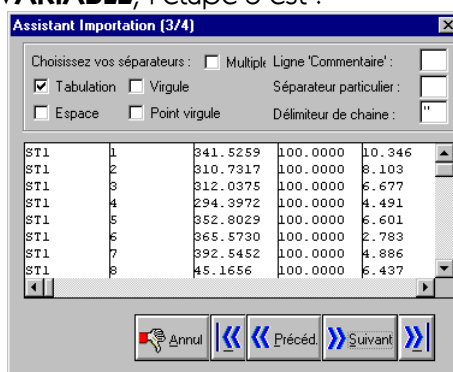 VARIABLE, l'étape 3 est :
Assistant Importation (3/4)
Choisissez vos séparateurs : Multiple Ligne 'Commentaire' :
Tabulation Virgule Séparateur particulier :
Espace Point virgule Délimiteur de chaine : "
ST1 1 341.5259 100.0000 10.346
ST1 2 310.7317 100.0000 8.103
ST1 3 312.0375 100.0000 6.677
ST1 4 294.3972 100.0000 4.491
ST1 5 352.8029 100.0000 6.601
ST1 6 365.5730 100.0000 2.783
ST1 7 392.5452 100.0000 4.886
ST1 8 45.1656 100.0000 6.437
Annul Précéd. Suivant